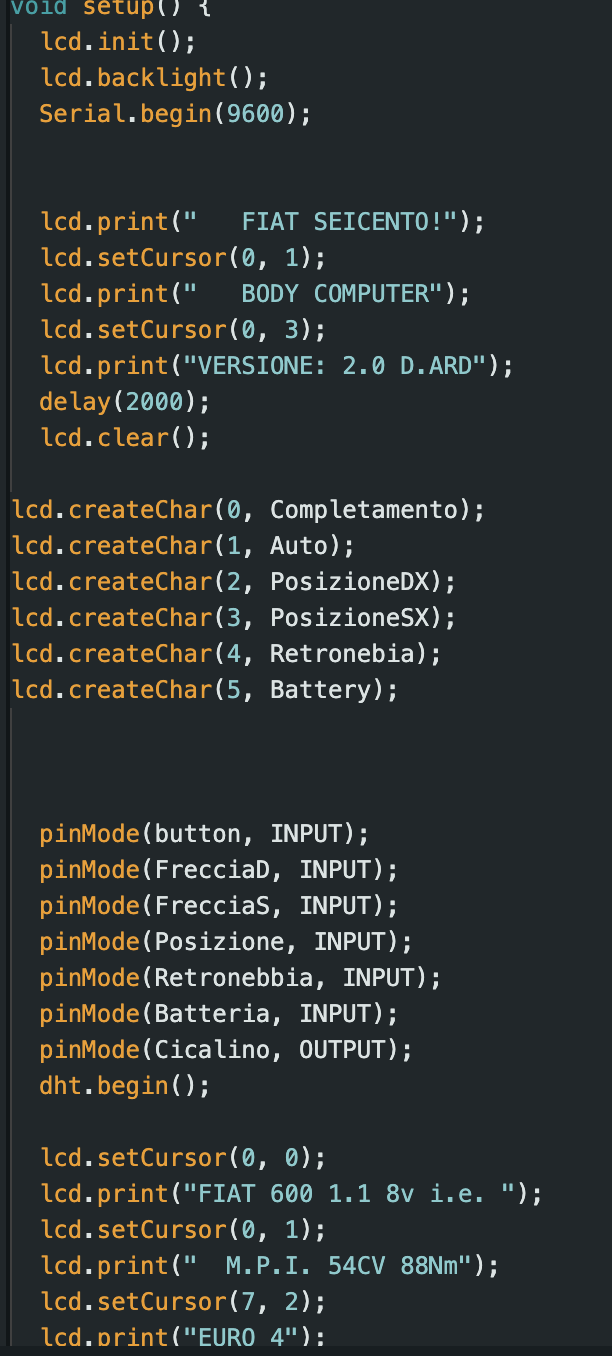 void setup() {
  lcd.init();
  lcd.backlight();
  Serial.begin(9600);
  lcd.print("   FIAT SEICENTO!");
  lcd.setCursor(0, 1);
  lcd.print("   BODY COMPUTER");
  lcd.setCursor(0, 3);
  lcd.print("VERSIONE: 2.0 D.ARD");
  delay(2000);
  lcd.clear();
lcd.createChar(0, Completamento);
lcd.createChar(1, Auto);
lcd.createChar(2, PosizioneDX);
lcd.createChar(3, PosizioneSX);
lcd.createChar(4, Retronebia);
lcd.createChar(5, Battery);
  pinMode(button, INPUT);
  pinMode(FrecciaD, INPUT);
  pinMode(FrecciaS, INPUT);
  pinMode(Posizione, INPUT);
  pinMode(Retronebbia, INPUT);
  pinMode(Batteria, INPUT);
  pinMode(Cicalino, OUTPUT);
  dht.begin();
  lcd.setCursor(0, 0);
  lcd.print("FIAT 600 1.1 8v i.e. ");
  lcd.setCursor(0, 1);
  lcd.print("  M.P.I. 54CV 88Nm");
  lcd.setCursor(7, 2);
  lcd.print("EURO 4");